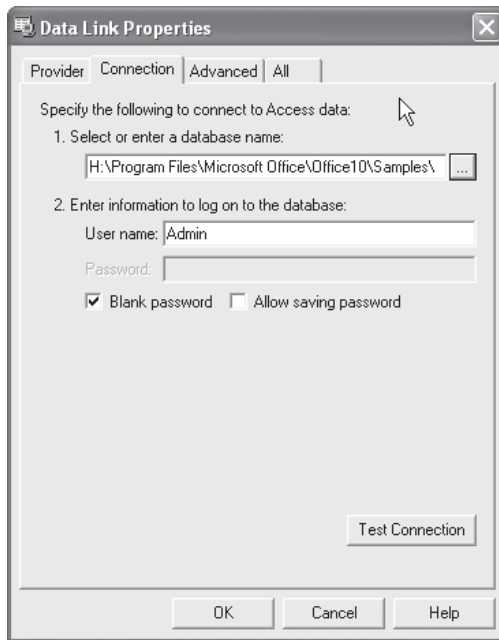 Data Link Properties
Provider Connection Advanced All
Specify the following to connect to Access data:
1. Select or enter a database name:
H:\Program Files\Microsoft Office\Office10\Samples\ ...
2. Enter information to log on to the database:
User name: Admin
Password:
Blank password Allow saving password
Test Connection
OK Cancel Help